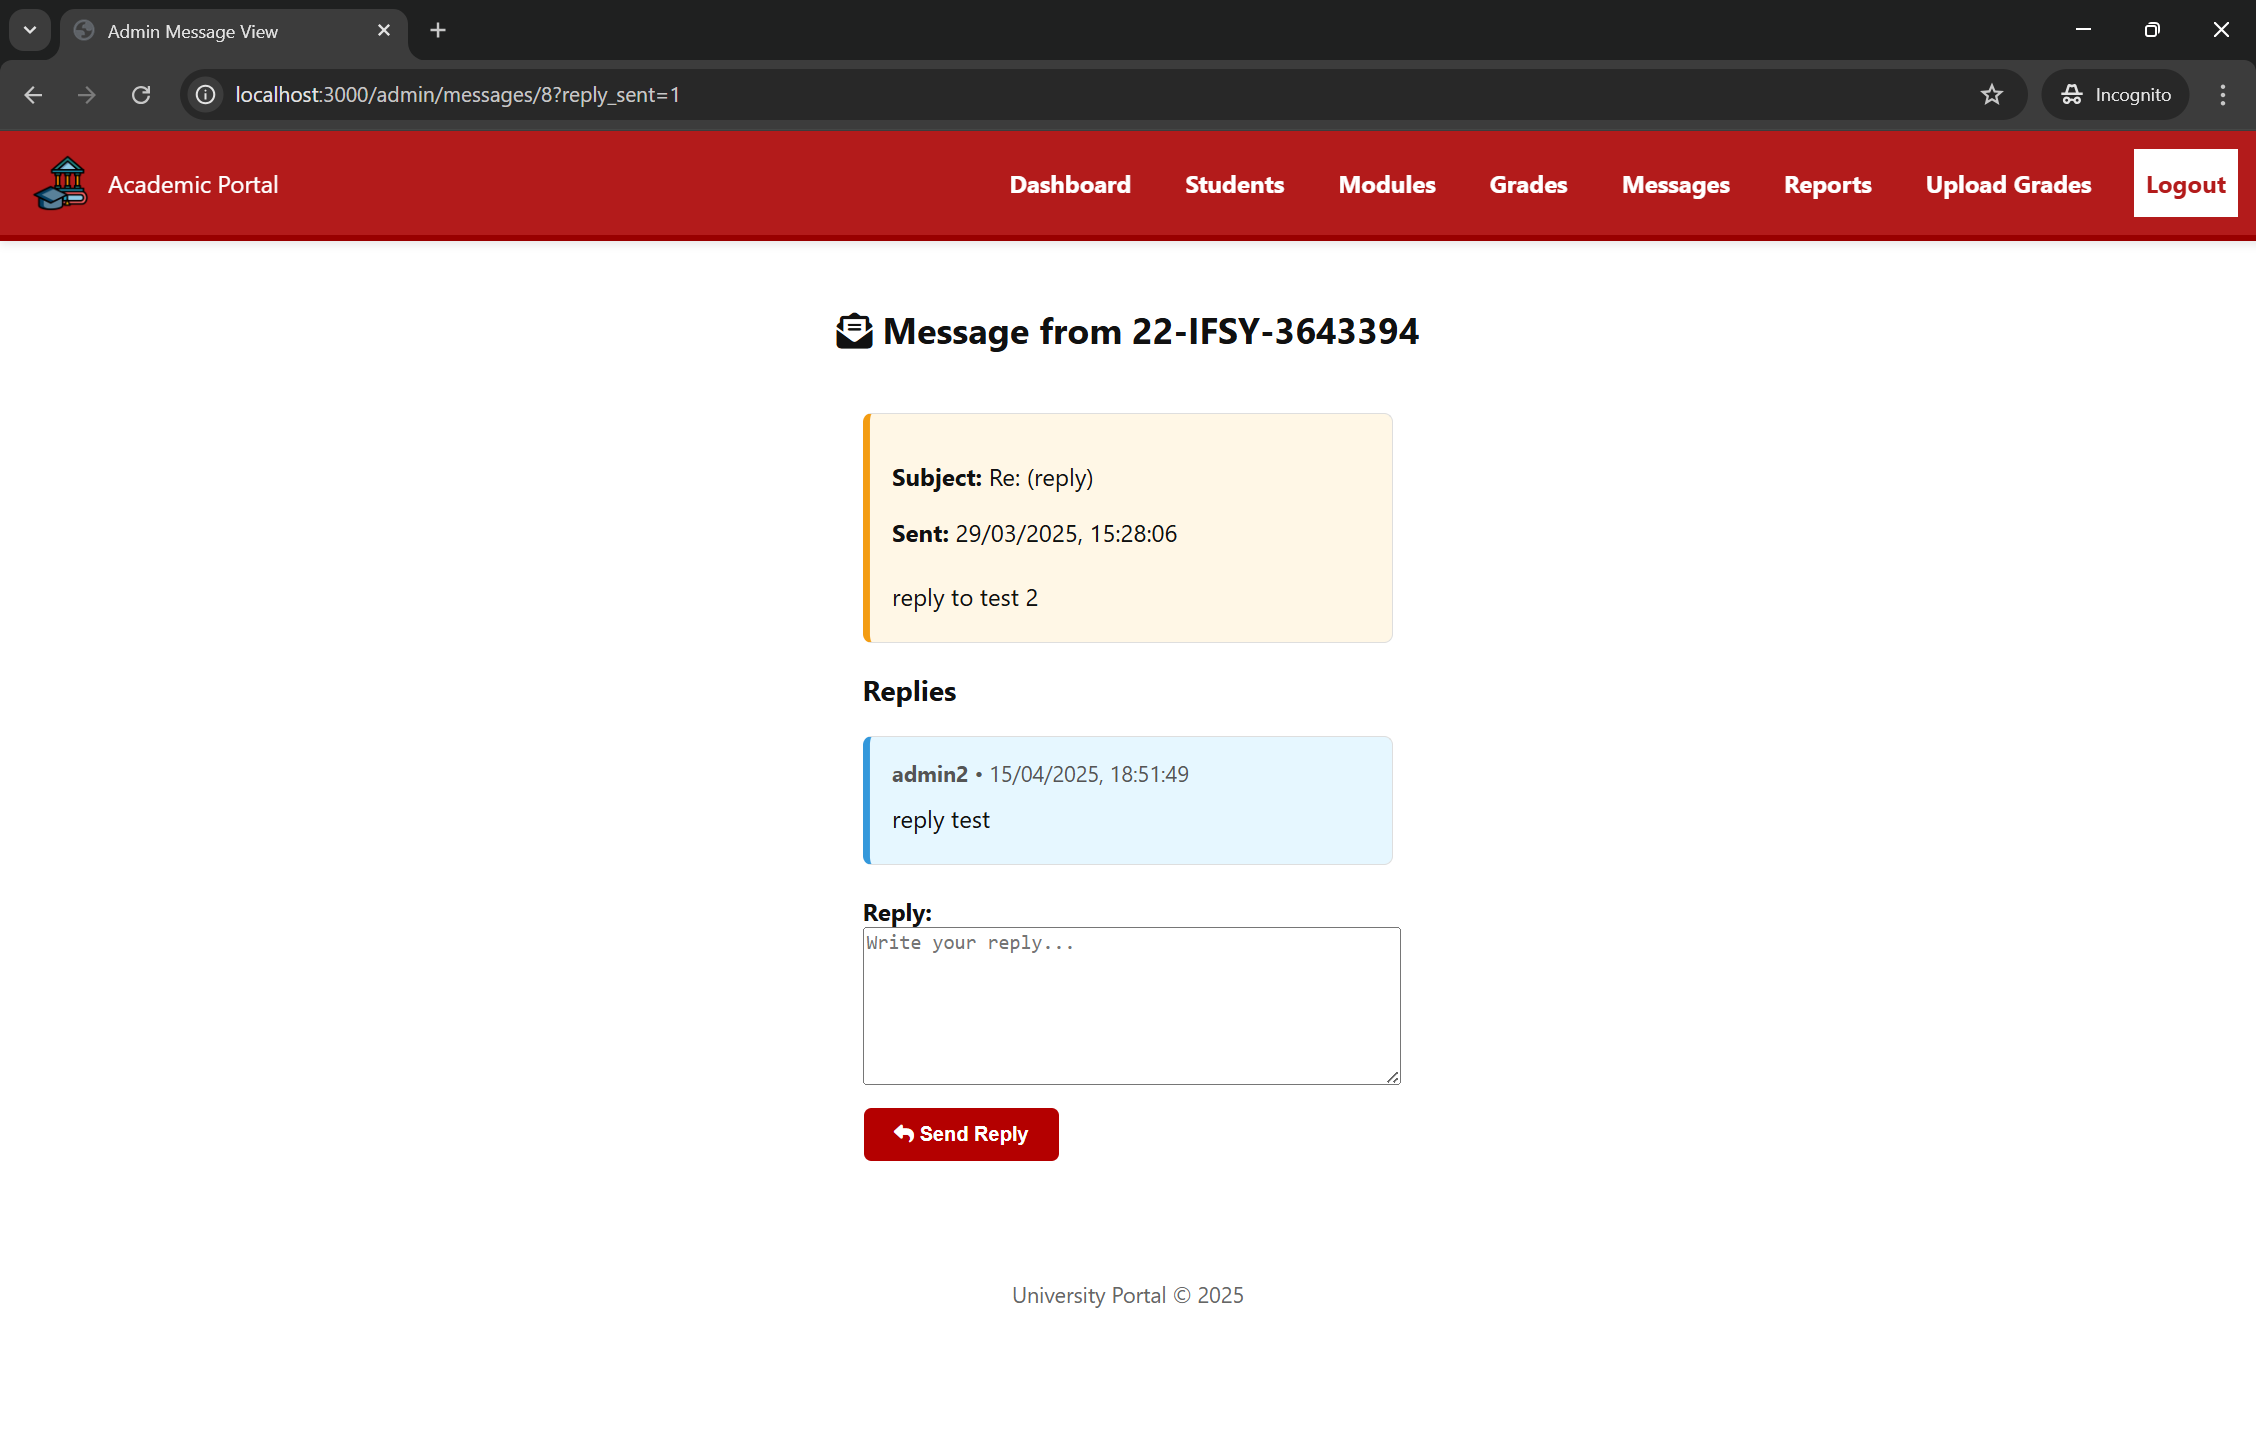 Admin Message View
localhost:3000/admin/messages/8?reply_sent=1
Incognito
Academic Portal
Dashboard
Students
Modules
Grades
Messages
Reports
Upload Grades
Logout
Message from 22-IFSY-3643394
Subject: Re: (reply)
Sent: 29/03/2025, 15:28:06
reply to test 2
Replies
admin2 • 15/04/2025, 18:51:49
reply test
Reply:
Write your reply...
Send Reply
University Portal © 2025